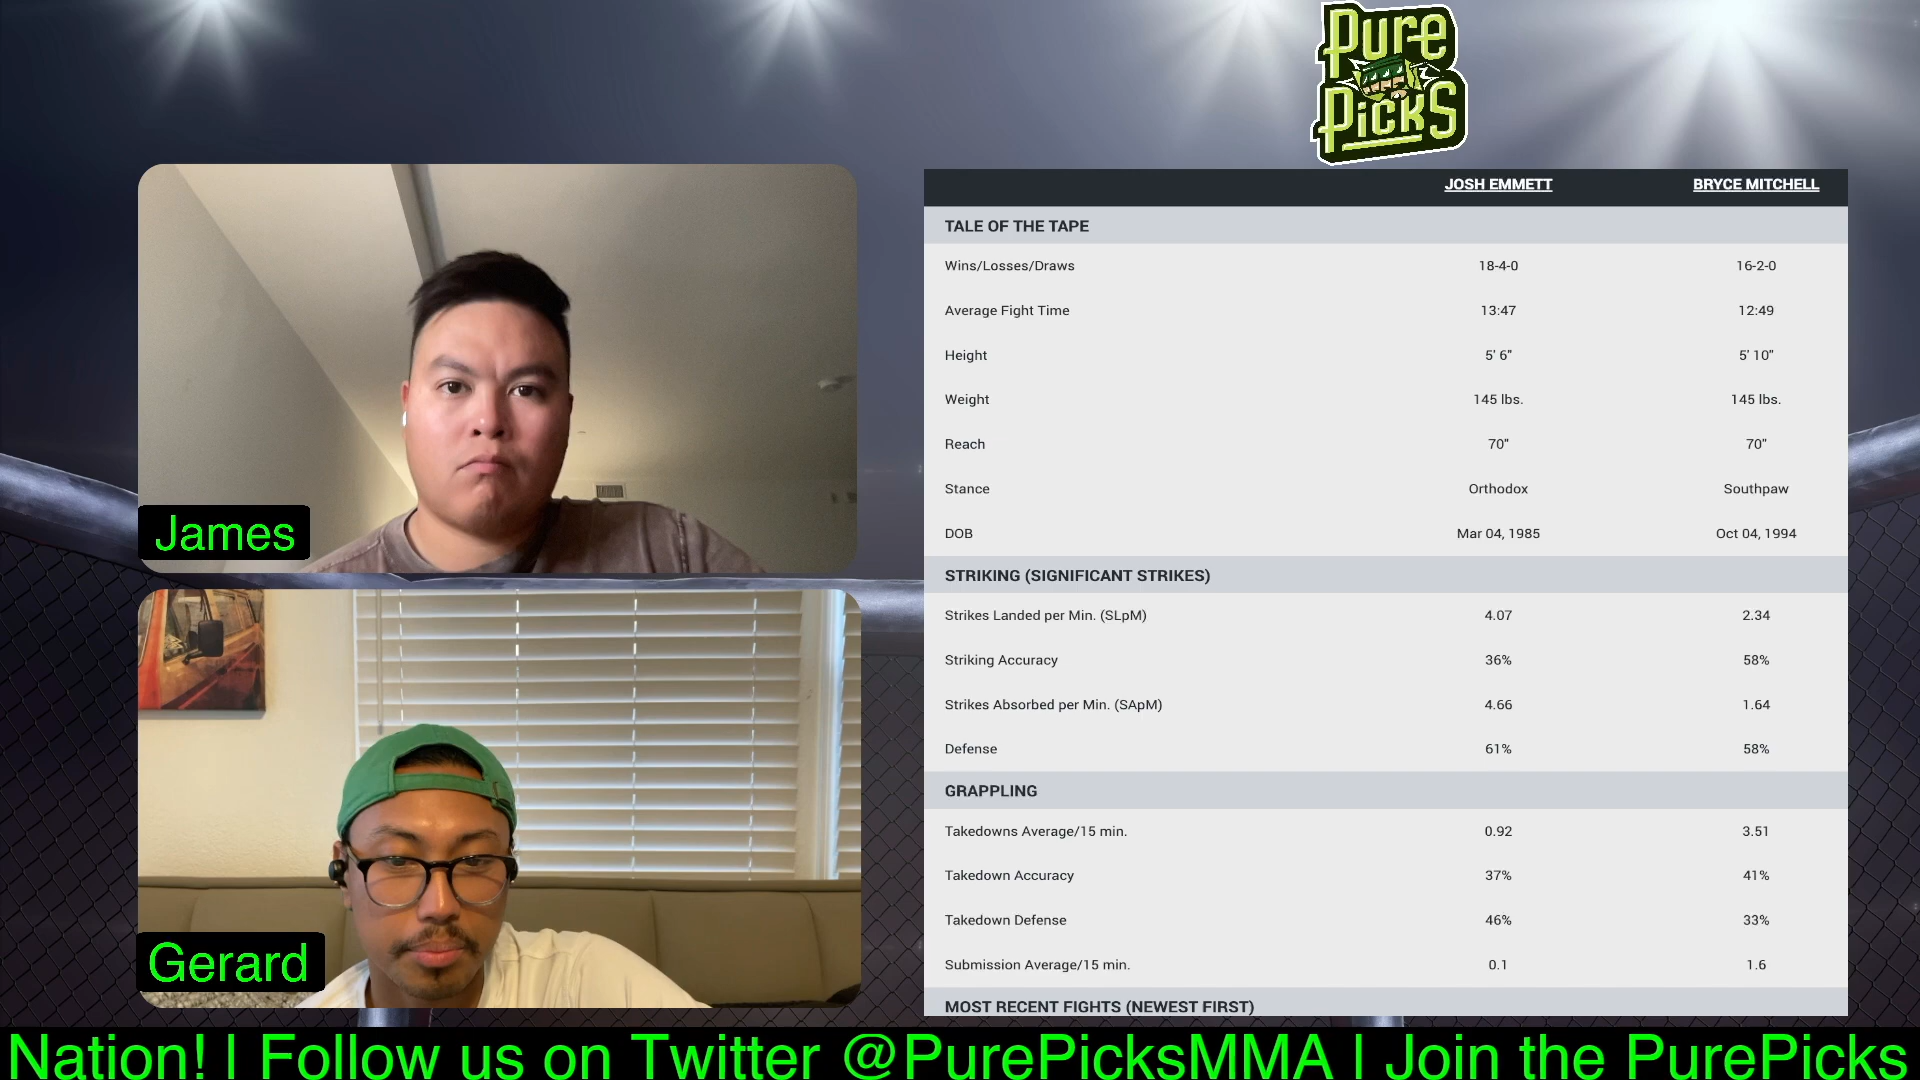 Pure
Picks
James
Gerard
JOSH EMMETT BRYCE MITCHELL
TALE OF THE TAPE
Wins/Losses/Draws 18-4-0 16-2-0
Average Fight Time 13:47 12:49
Height 5' 6" 5' 10"
Weight 145 lbs. 145 lbs.
Reach 70" 70"
Stance Orthodox Southpaw
DOB Mar 04, 1985 Oct 04, 1994
STRIKING (SIGNIFICANT STRIKES)
Strikes Landed per Min. (SLpM) 4.07 2.34
Striking Accuracy 36% 58%
Strikes Absorbed per Min. (SApM) 4.66 1.64
Defense 61% 58%
GRAPPLING
Takedowns Average/15 min. 0.92 3.51
Takedown Accuracy 37% 41%
Takedown Defense 46% 33%
Submission Average/15 min. 0.1 1.6
MOST RECENT FIGHTS (NEWEST FIRST)
Nation! | Follow us on Twitter @PurePicksMMA | Join the PurePicks